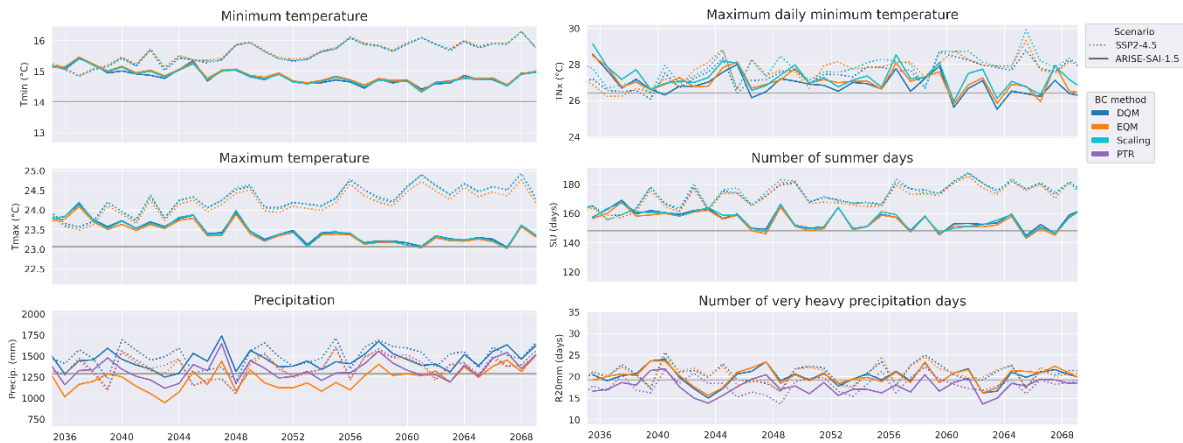 Minimum temperature
Tmin (°C)
16
15
14
13
Maximum temperature
Tmax (°C)
25.0
24.5
24.0
23.5
23.0
22.5
Precipitation
Precip. (mm)
2000
1750
1500
1250
1000
750
2036 2040 2044 2048 2052 2056 2060 2064 2068
Maximum daily minimum temperature
TNx (°C)
30
28
26
24
Number of summer days
SU (days)
180
160
140
120
Number of very heavy precipitation days
R20mm (days)
35
30
25
20
15
10
2036 2040 2044 2048 2052 2056 2060 2064 2068
Scenario
SSP2-4.5
ARISE-SAI-1.5
BC method
DQM
EQM
Scaling
PTR